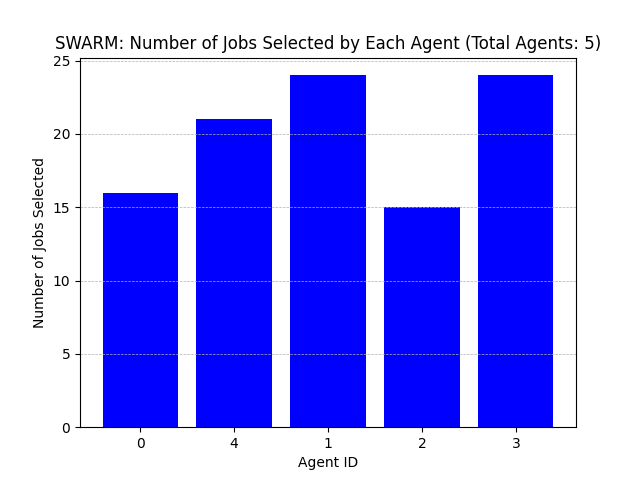 SWARM: Number of Jobs Selected by Each Agent (Total Agents: 5)
25
20
15
10
5
0
Number of Jobs Selected
0 4 1 2 3
Agent ID